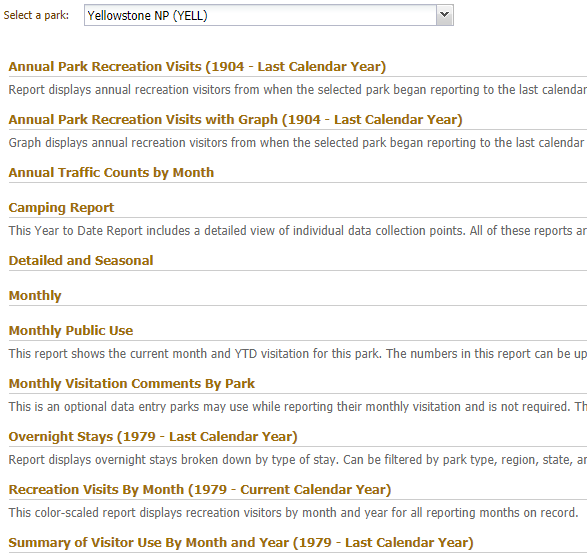 Select a park: Yellowstone NP (YELL)
Annual Park Recreation Visits (1904 - Last Calendar Year)
Report displays annual recreation visitors from when the selected park began reporting to the last calendar
Annual Park Recreation Visits with Graph (1904 - Last Calendar Year)
Graph displays annual recreation visitors from when the selected park began reporting to the last calendar
Annual Traffic Counts by Month
Camping Report
This Year to Date Report includes a detailed view of individual data collection points. All of these reports ar
Detailed and Seasonal
Monthly
Monthly Public Use
This report shows the current month and YTD visitation for this park. The numbers in this report can be up
Monthly Visitation Comments By Park
This is an optional data entry parks may use while reporting their monthly visitation and is not required. Th
Overnight Stays (1979 - Last Calendar Year)
Report displays overnight stays broken down by type of stay. Can be filtered by park type, region, state, an
Recreation Visits By Month (1979 - Current Calendar Year)
This color-scaled report displays recreation visitors by month and year for all reporting months on record.
Summary of Visitor Use By Month and Year (1979 - Last Calendar Year)